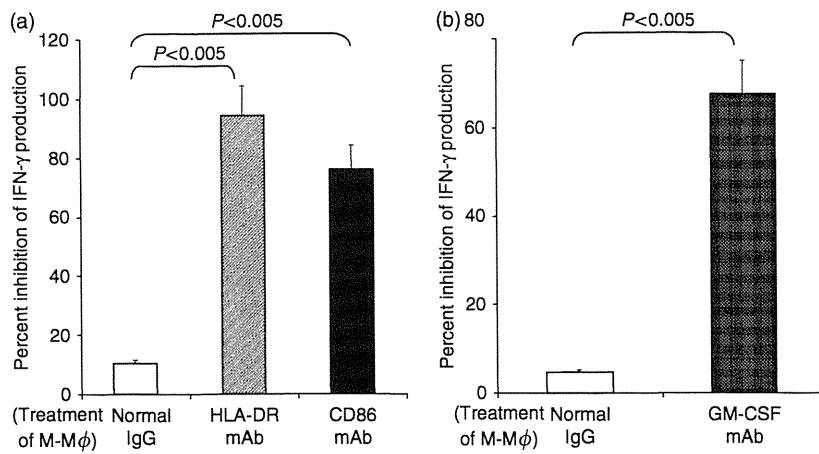 (a)
P<0.005
P<0.005
Percent inhibition of IFN-γ production
120
100
80
60
40
20
0
(Treatment of M-Mϕ)
Normal IgG
HLA-DR mAb
CD86 mAb
(b)
P<0.005
Percent inhibition of IFN-γ production
80
60
40
20
0
(Treatment of M-Mϕ)
Normal IgG
GM-CSF mAb